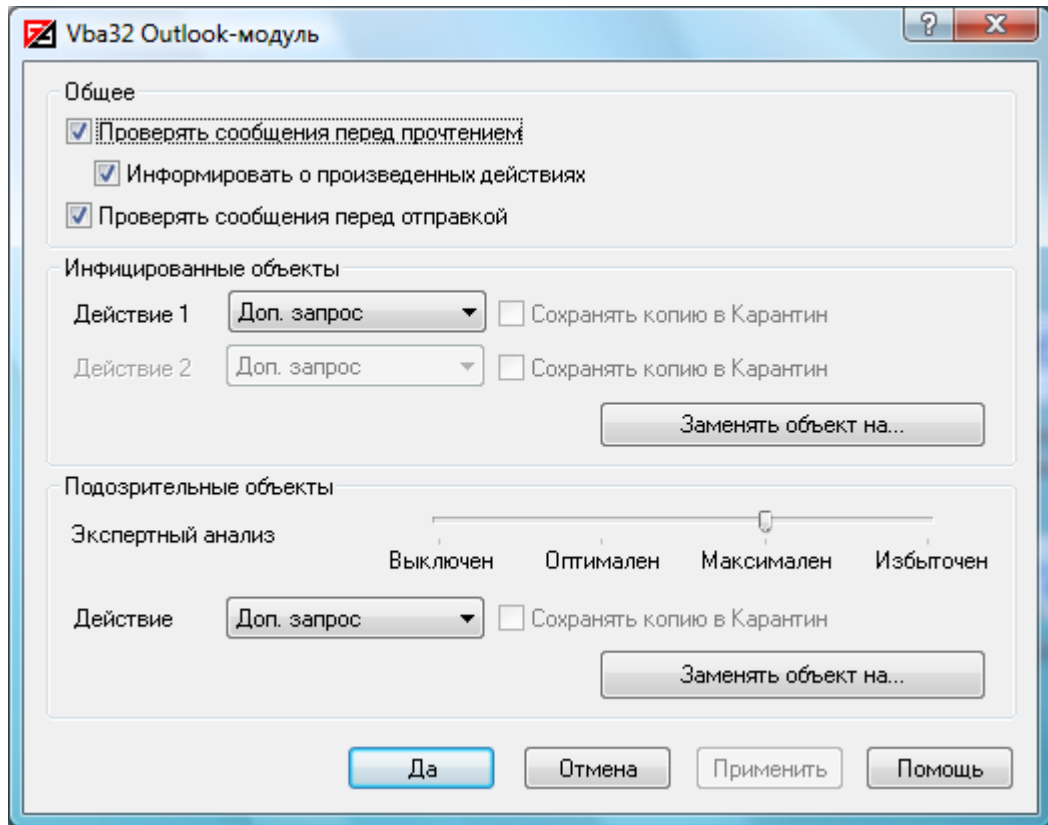 Vba32 Outlook-модуль
Общее
Проверять сообщения перед прочтением
Информировать о произведенных действиях
Проверять сообщения перед отправкой
Инфицированные объекты
Действие 1 Доп. запрос Сохранять копию в Карантин
Действие 2 Доп. запрос Сохранять копию в Карантин
Заменять объект на...
Подозрительные объекты
Экспертный анализ
Выключен Оптимален Максимален Избыточен
Действие Доп. запрос Сохранять копию в Карантин
Заменять объект на...
Да Отмена Применить Помощь